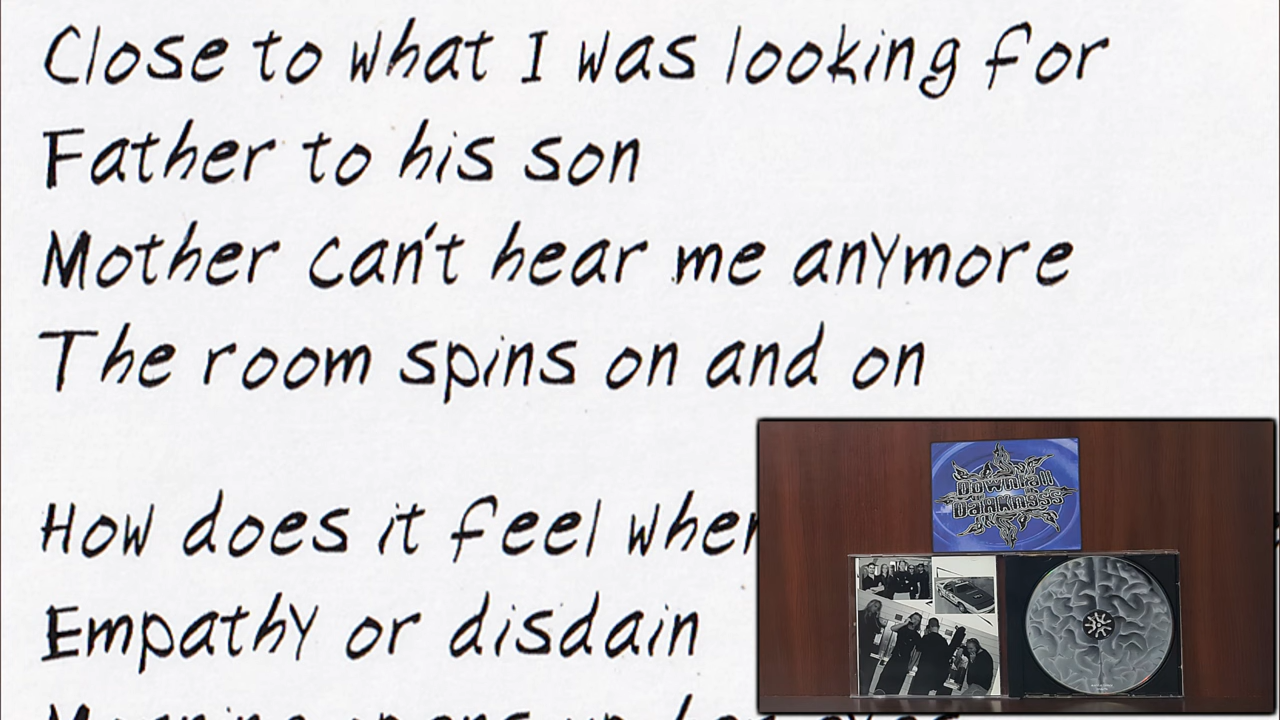 Close to what I was looking for
Father to his son
Mother can't hear me anymore
The room spins on and on
How does it feel
Empathy or disdain
Downfall
Darkness